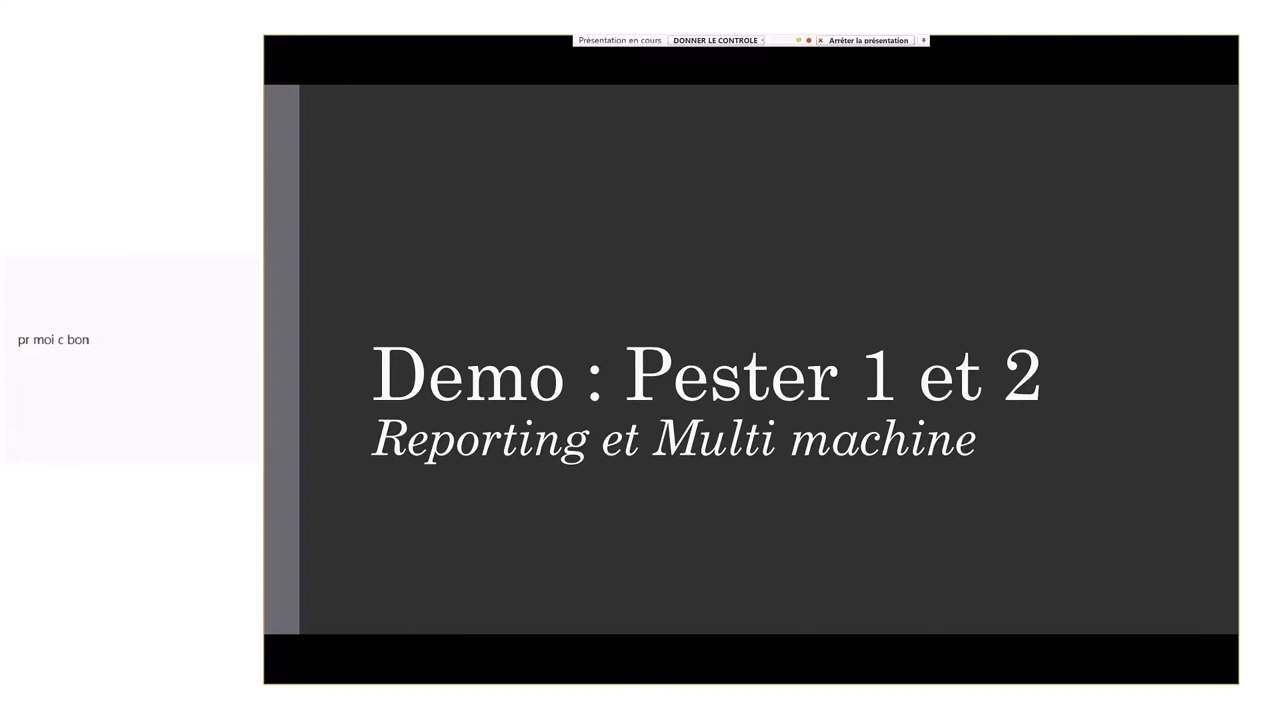 Présentation en cours DONNER LE CONTROLE Arrêter la présentation
pr moi c bon
Demo : Pester 1 et 2
Reporting et Multi machine